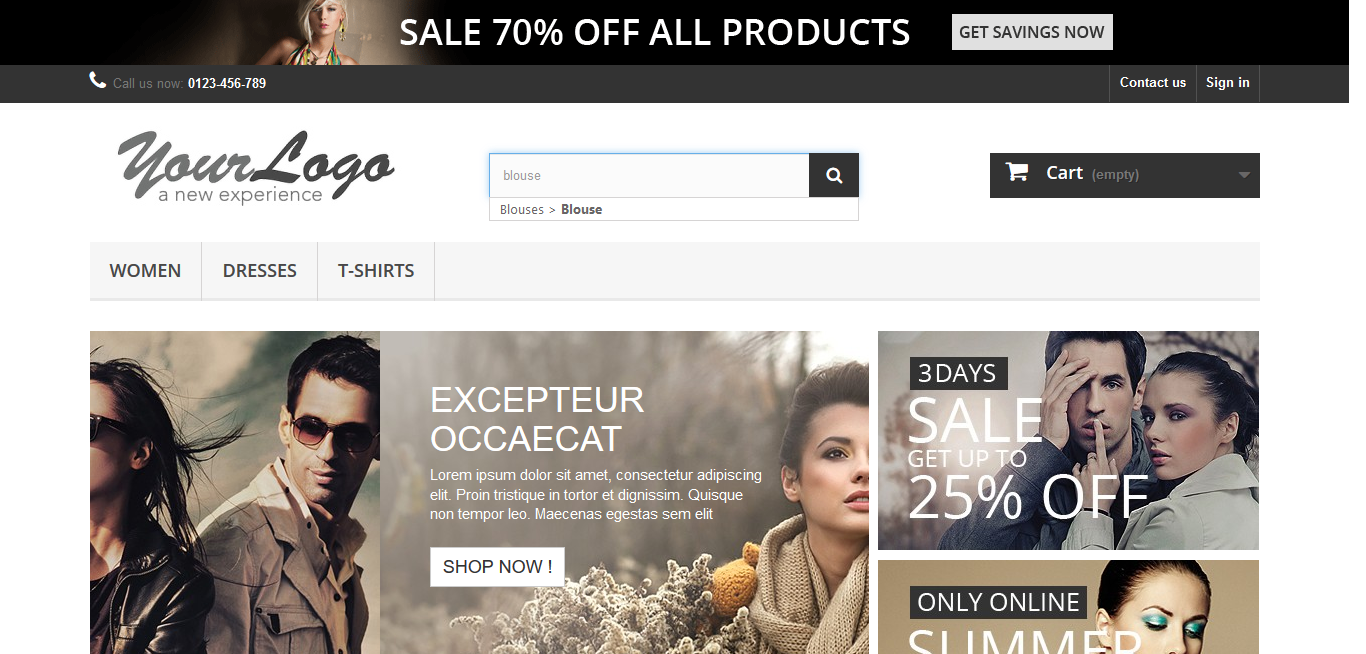 SALE 70% OFF ALL PRODUCTS
GET SAVINGS NOW
Call us now: 0123-456-789
Contact us
Sign in
YourLogo
a new experience
blouse
Cart (empty)
Blouses > Blouse
WOMEN
DRESSES
T-SHIRTS
EXCEPTEUR
OCCAECAT
Lorem ipsum dolor sit amet, consectetur adipiscing
elit. Proin tristique in tortor et dignissim. Quisque
non tempor leo. Maecenas egestas sem elit
SHOP NOW !
3 DAYS
SALE
GET UP TO
25% OFF
ONLY ONLINE
SUMMER